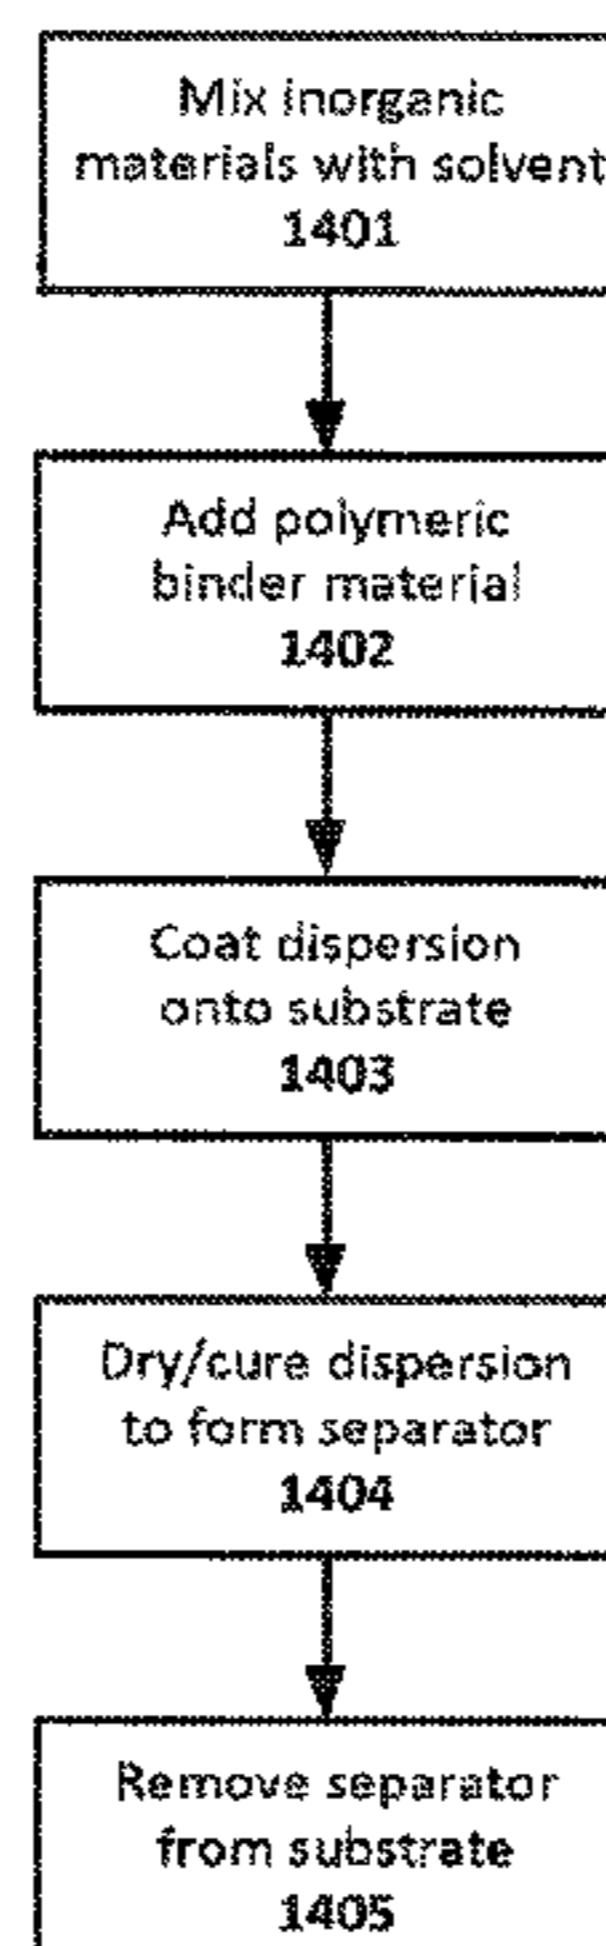 Mix inorganic
materials with solvent
1401
Add polymeric
binder material
1402
Coat dispersion
onto substrate
1403
Dry/cure dispersion
to form separator
1404
Remove separator
from substrate
1405